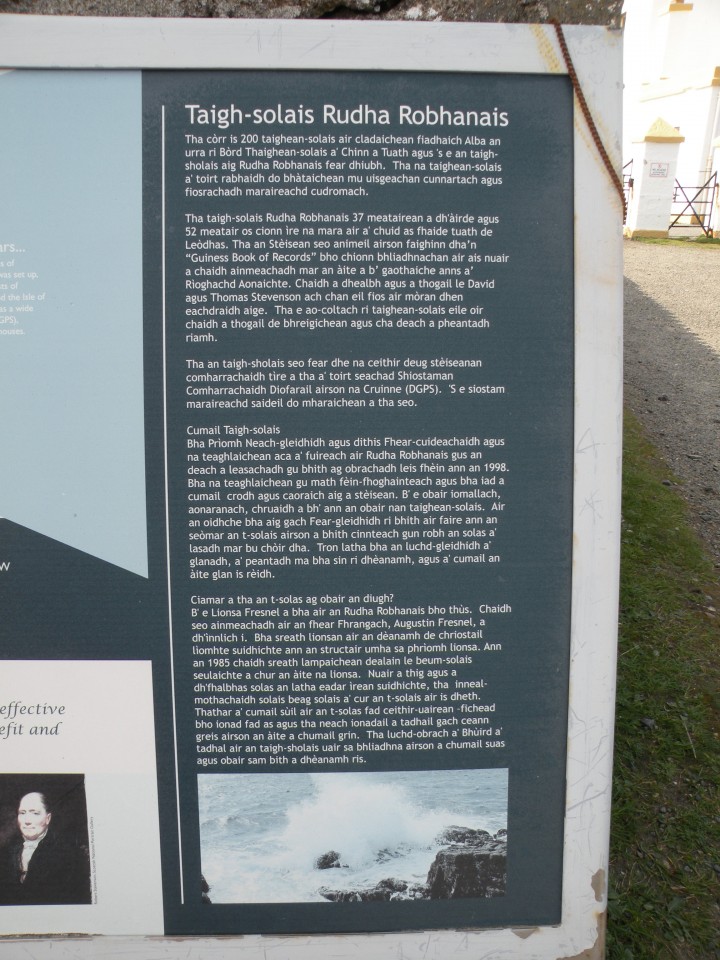 Taigh-solais Rudha Robhanais
Tha còrr is 200 taighean-solais air cladaichean fiadhaich Alba an
urra ri Bòrd Thaighean-solais a' Chinn a Tuath agus 's e an taigh-
sholais aig Rudha Robhanais fear dhiubh. Tha na taighean-solais
a' toirt rabhaidh do bhàtaichean mu uisgeachan cunnartach agus
fiosrachadh maraireachd cudromach.
Tha taigh-solais Rudha Robhanais 37 meatairean a dh'àirde agus
52 meatair os cionn ìre na mara air a' chuid as fhaide tuath de
Leòdhas. Tha an Stèisean seo ainmeil airson faighinn dha'n
“Guiness Book of Records” bho chionn bhliadhnachan air ais nuair
a chaidh ainmeachadh mar an àite a b' gaothaiche anns a'
Rìoghachd Aonaichte. Chaidh a dhealbh agus a thogail le David
agus Thomas Stevenson ach chan eil fios air mòran dhen
eachdraidh aige. Tha e ao-coltach ri taighean-solais eile oir
chaidh a thogail de bhreigichean agus cha deach a pheantadh
riamh.
Tha an taigh-sholais seo fear dhe na ceithir deug stèiseanan
comharrachaidh tìre a tha a' toirt seachad Shiostaman
Comharrachaidh Diofarail airson na Cruinne (DGPS). 'S e siostam
maraireachd saideil do mharaichean a tha seo.
Cumail Taigh-solais
Bha Prìomh Neach-gleidhidh agus dithis Fhear-cuideachaidh agus
na teaghlaichean aca a' fuireach air Rudha Robhanais gus an
deach a leasachadh gu bhith ag obrachadh leis fhèin ann an 1998.
Bha na teaghlaichean gu math fèin-fhoghainteach agus bha iad a
cumail crodh agus caoraich aig a stèisean. B' e obair iomallach,
aonaranach, chruaidh a bh' ann an obair nan taighean-solais. Air
an oidhche bha aig gach Fear-gleidhidh ri bhith air faire ann an
seòmar an t-solais airson a bhith cinnteach gun robh an solas a'
lasadh mar bu chòir dha. Tron latha bha an luchd-gleidhidh a'
glanadh, a' peantadh ma bha sin ri dhèanamh, agus a' cumail an
àite glan is rèidh.
Ciamar a tha an t-solas ag obair an diugh?
B' e Lionsa Fresnel a bha air an Rudha Robhanais bho thùs. Chaidh
seo ainmeachadh air an fhear Fhrangach, Augustin Fresnel, a
dh'innlich i. Bha sreath lionsan air an dèanamh de chriostail
lìomhte suidhichte ann an structair umha sa phrìomh lionsa. Ann
an 1985 chaidh sreath lampaichean dealain le beum-solais
seulaichte a chur an àite na lionsa. Nuair a thig agus a
dh'fhalbhas solas an latha eadar ìrean suidhichte, tha inneal-
mothachaidh solais beag solais a' cur an t-solais air is dheth.
Thathar a' cumail sùil air an t-solas fad ceithir-uairean -fichead
bho ionad fad as agus tha neach ionadail a tadhail gach ceann
greis airson an àite a chumail grin. Tha luchd-obrach a' Bhùird a'
tadhal air an taigh-sholais uair sa bhliadhna airson a chumail suas
agus obair sam bith a dhèanamh ris.
rs...
s of
was set up,
ts of
d the Isle of
as a wide
GPS).
houses.
w
effective
efit and